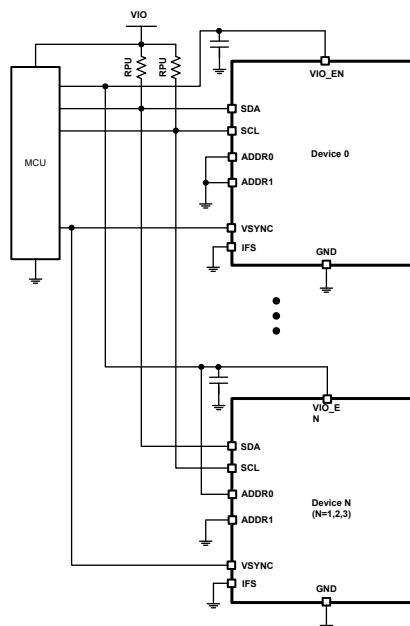 VIO
RPU
RPU
VIO_EN
MCU
SDA
SCL
ADDR0
Device 0
ADDR1
VSYNC
IFS
GND
VIO_E
N
SDA
SCL
ADDR0
Device N
(N=1,2,3)
ADDR1
VSYNC
IFS
GND